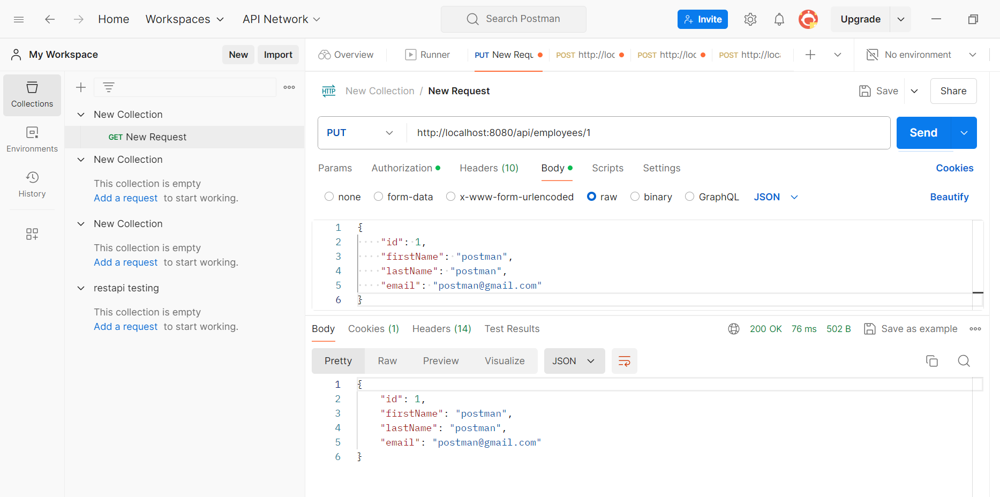 Home Workspaces API Network Search Postman Invite Upgrade
My Workspace New Import
Overview Runner PUT New Requ POST http://loc POST http://loc POST http://loc No environment
Collections
Environments
History
New Collection
GET New Request
New Collection
This collection is empty
Add a request to start working.
New Collection
This collection is empty
Add a request to start working.
restapi testing
This collection is empty
Add a request to start working.
HTTP New Collection / New Request Save Share
PUT http://localhost:8080/api/employees/1 Send
Params Authorization Headers (10) Body Scripts Settings Cookies
none form-data x-www-form-urlencoded raw binary GraphQL JSON Beautify
1 {
2 ····"id":·1,
3 ····"firstName":·"postman",
4 ····"lastName":·"postman",
5 ····"email":·"postman@gmail.com"
6 }
Body Cookies (1) Headers (14) Test Results 200 OK 76 ms 502 B Save as example
Pretty Raw Preview Visualize JSON
1 {
2 "id": 1,
3 "firstName": "postman",
4 "lastName": "postman",
5 "email": "postman@gmail.com"
6 }